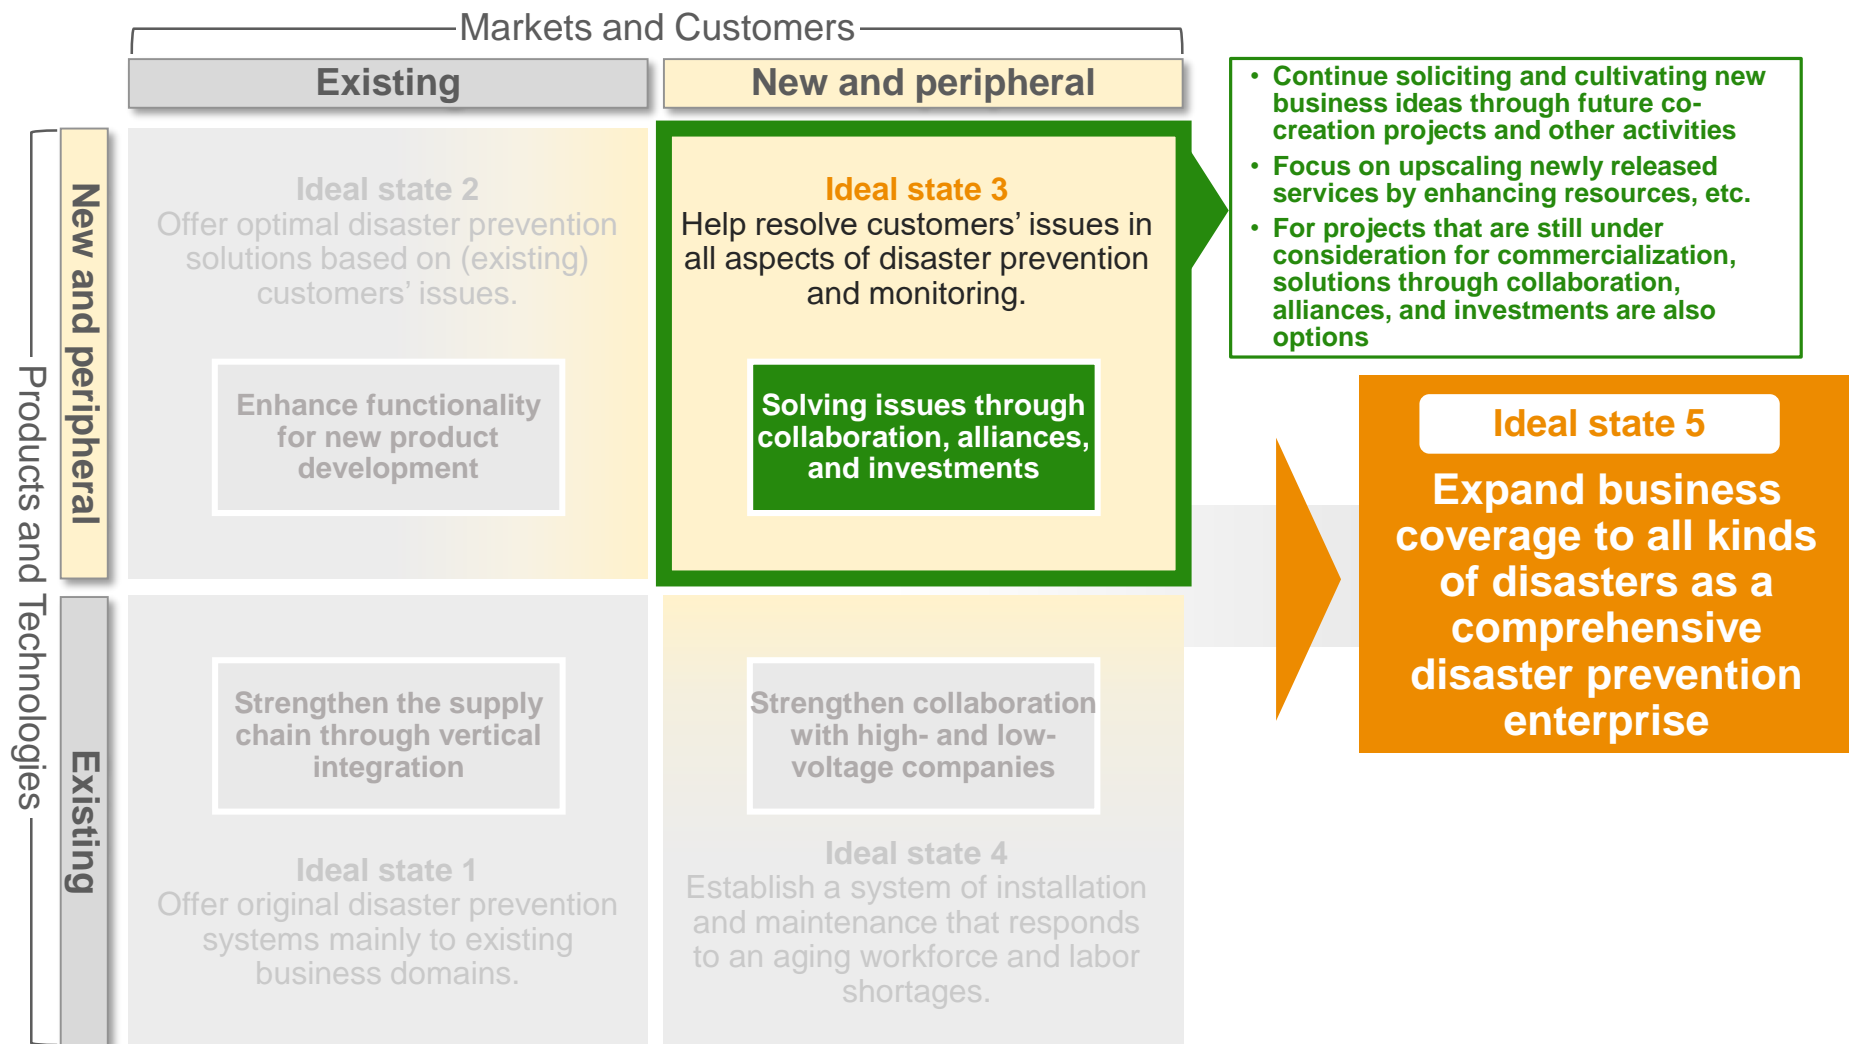 Markets and Customers
Existing
New and peripheral
Products and Technologies
New and peripheral
Existing
Ideal state 2
Offer optimal disaster prevention
solutions based on (existing)
customers’ issues.
Enhance functionality
for new product
development
Ideal state 3
Help resolve customers’ issues in
all aspects of disaster prevention
and monitoring.
Solving issues through
collaboration, alliances,
and investments
• Continue soliciting and cultivating new
business ideas through future co-
creation projects and other activities
• Focus on upscaling newly released
services by enhancing resources, etc.
• For projects that are still under
consideration for commercialization,
solutions through collaboration,
alliances, and investments are also
options
Strengthen the supply
chain through vertical
integration
Ideal state 1
Offer original disaster prevention
systems mainly to existing
business domains.
Strengthen collaboration
with high- and low-
voltage companies
Ideal state 4
Establish a system of installation
and maintenance that responds
to an aging workforce and labor
shortages.
Ideal state 5
Expand business
coverage to all kinds
of disasters as a
comprehensive
disaster prevention
enterprise